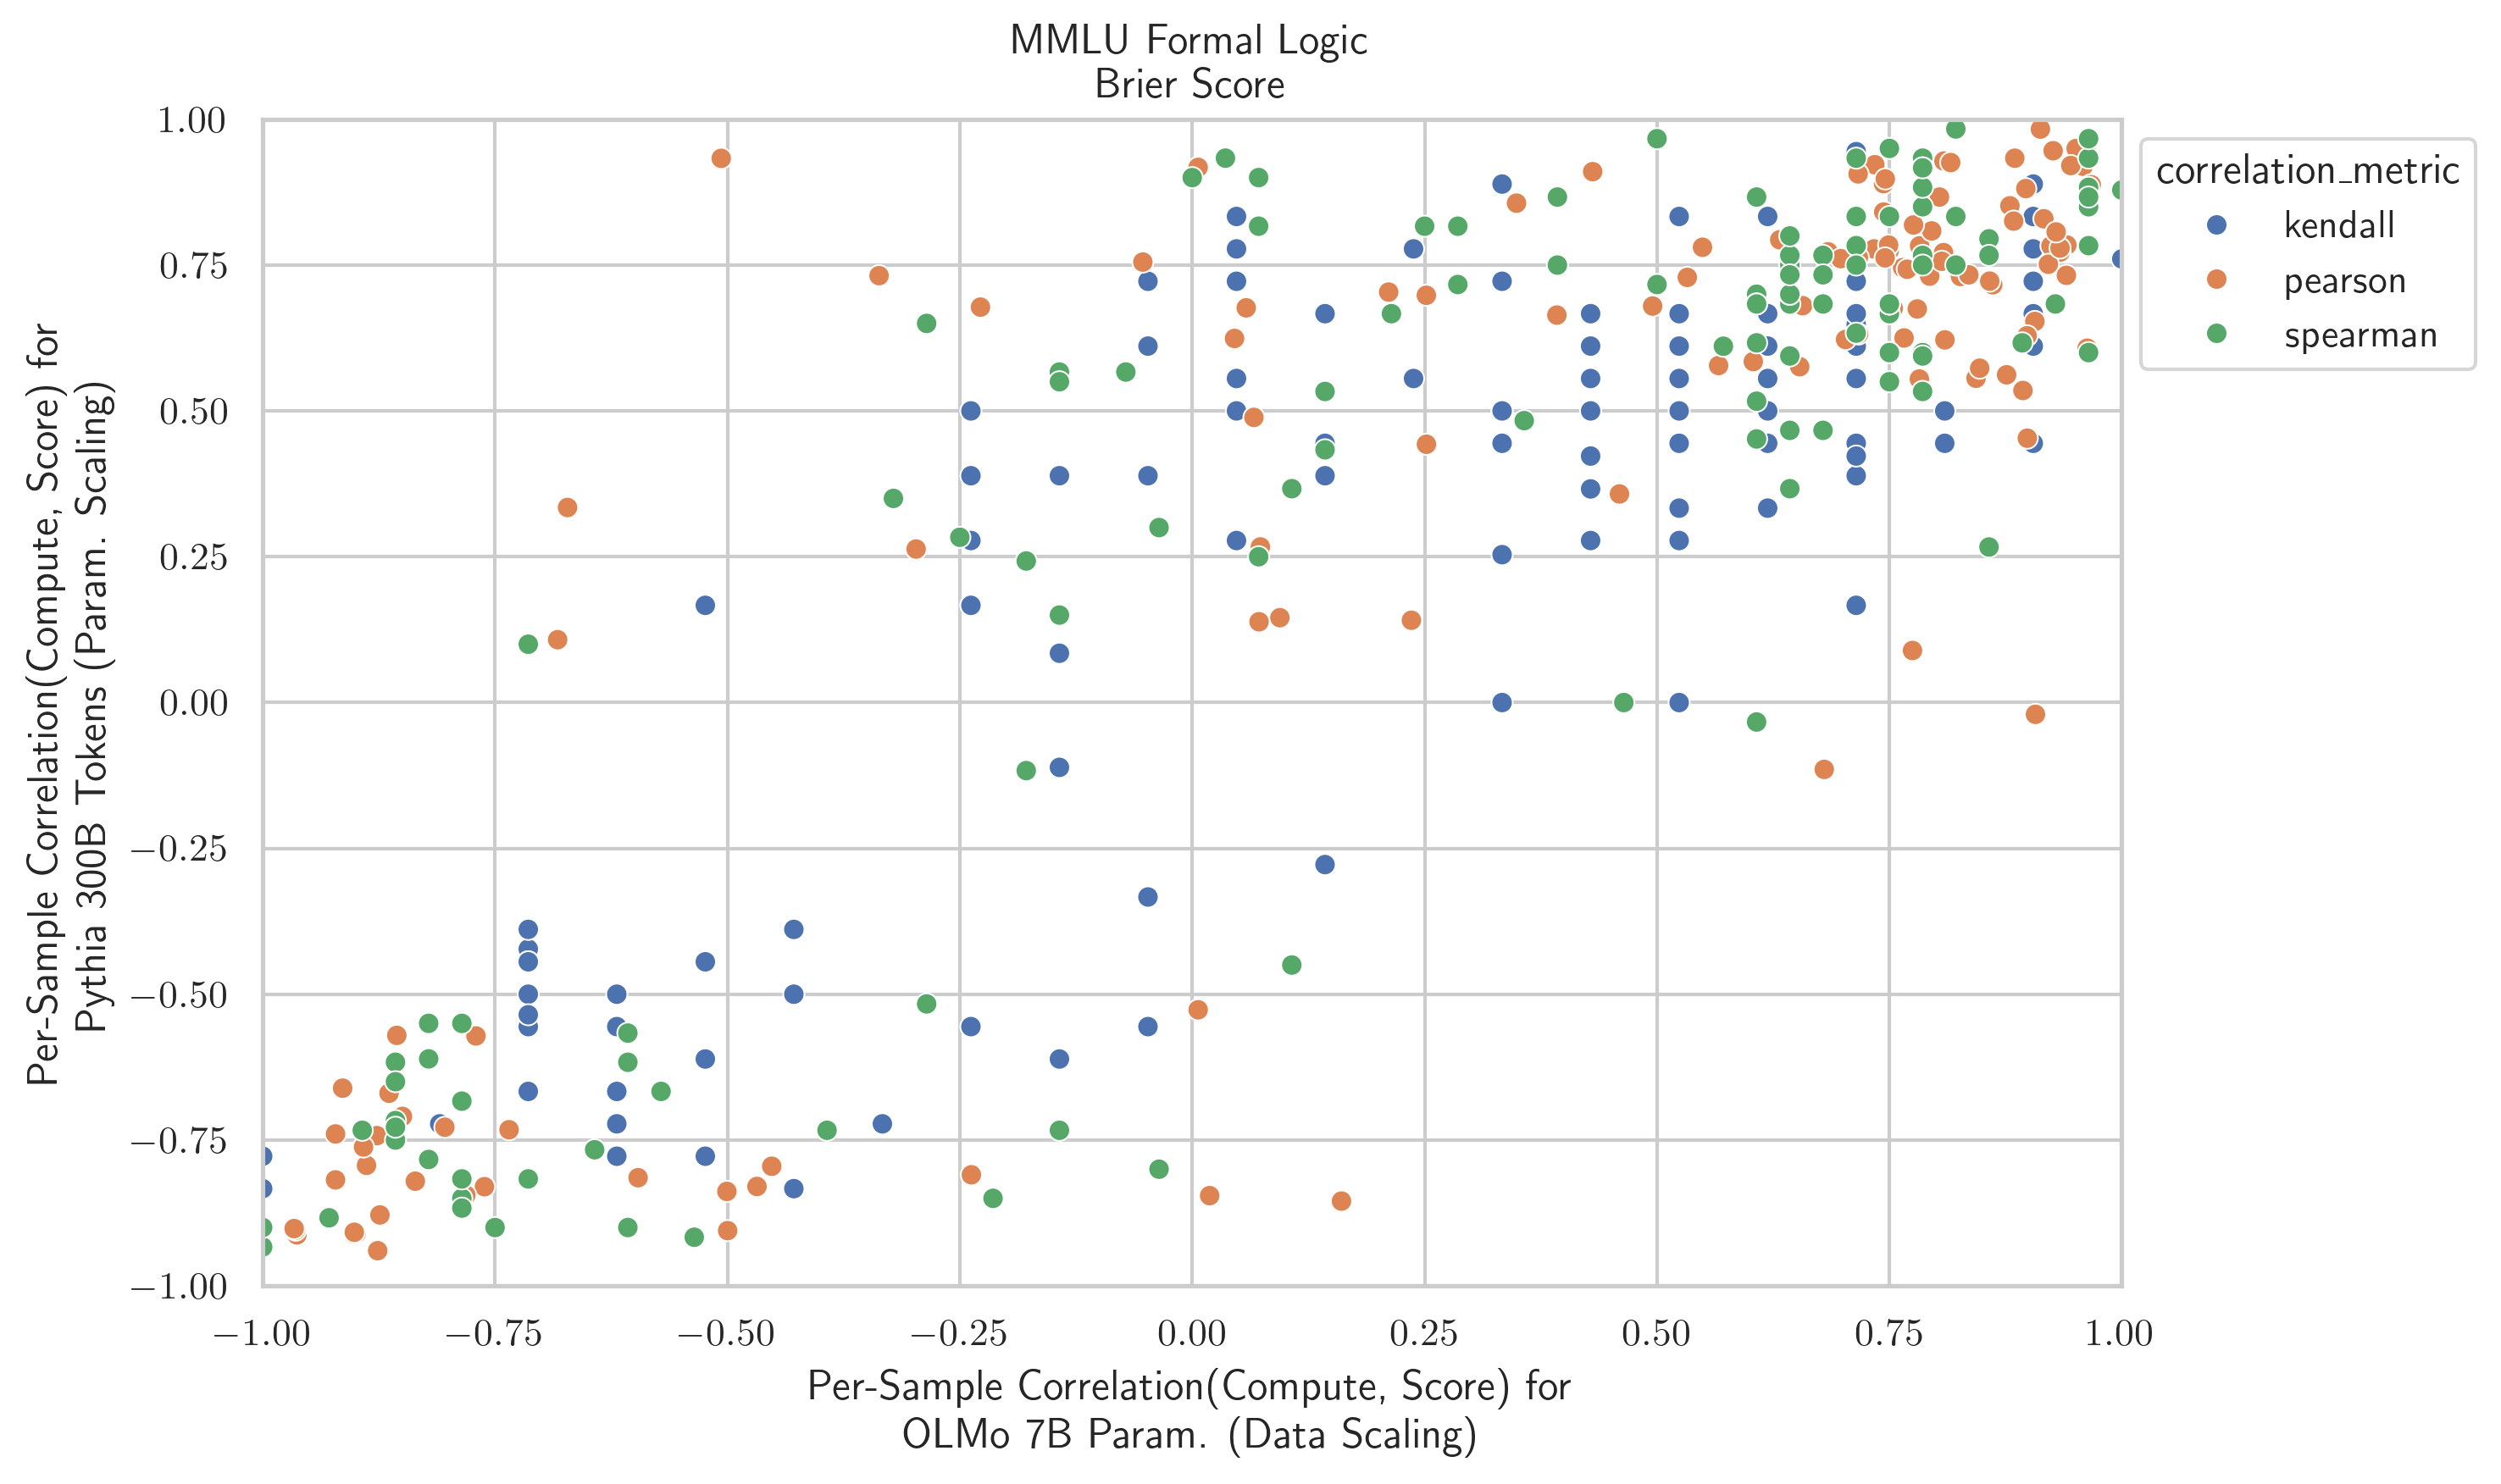 MMLU Formal Logic
Brier Score
Per-Sample Correlation(Compute, Score) for
Pythia 300B Tokens (Param. Scaling)
1.00
0.75
0.50
0.25
0.00
−0.25
−0.50
−0.75
−1.00
−1.00 −0.75 −0.50 −0.25 0.00 0.25 0.50 0.75 1.00
Per-Sample Correlation(Compute, Score) for
OLMo 7B Param. (Data Scaling)
correlation_metric
kendall
pearson
spearman